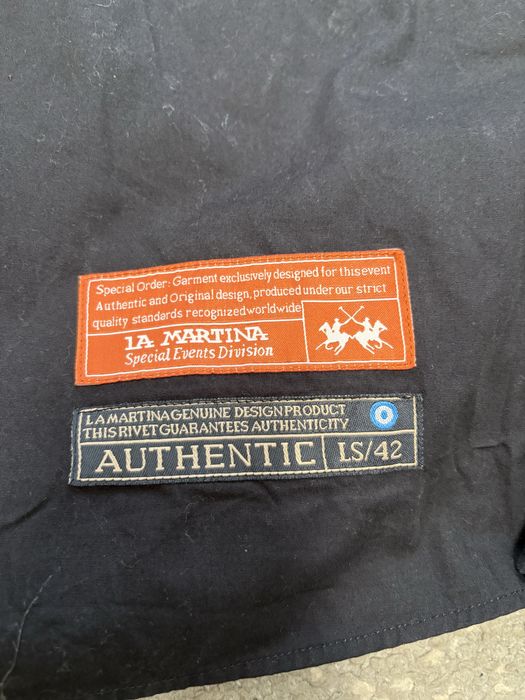 Special Order: Garment exclusively designed for this event
Authentic and Original design, produced under our strict
quality standards recognized worldwide
LA MARTINA
Special Events Division
LA MARTINA GENUINE DESIGN PRODUCT
THIS RIVET GUARANTEES AUTHENTICITY
AUTHENTIC LS/42